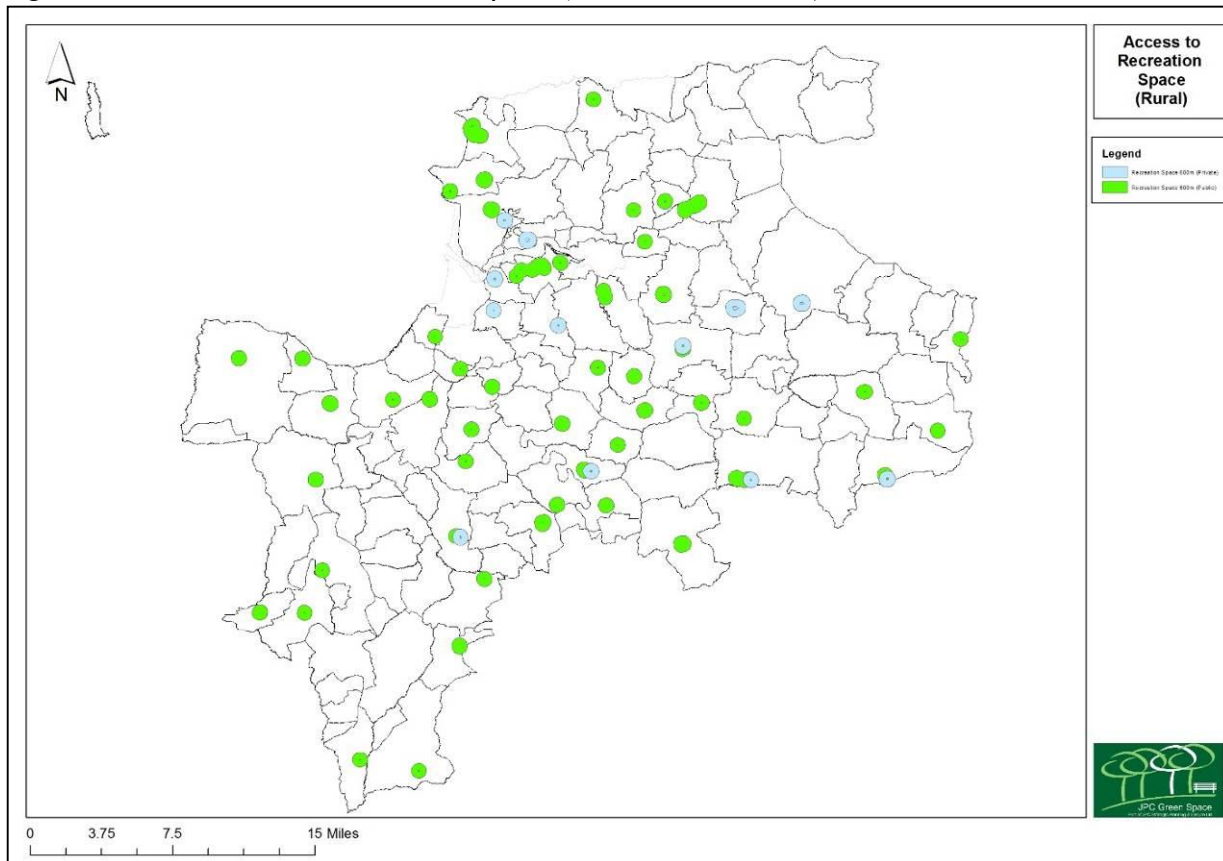 Access to
Recreation
Space
(Rural)
N
Legend
Recreation Space 600m (Private)
Recreation Space 600m (Public)
JPC Green Space
0 3.75 7.5 15 Miles